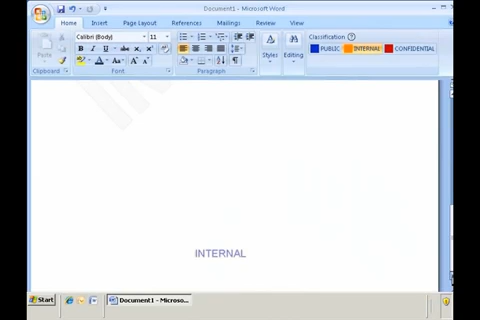 Document1 - Microsoft Word
Home Insert Page Layout References Mailings Review View
Paste
Clipboard
Calibri (Body) 11
B I U
Font
Paragraph
Styles
Editing
Classification
PUBLIC INTERNAL CONFIDENTIAL
INTERNAL
Start Document1 - Microso...